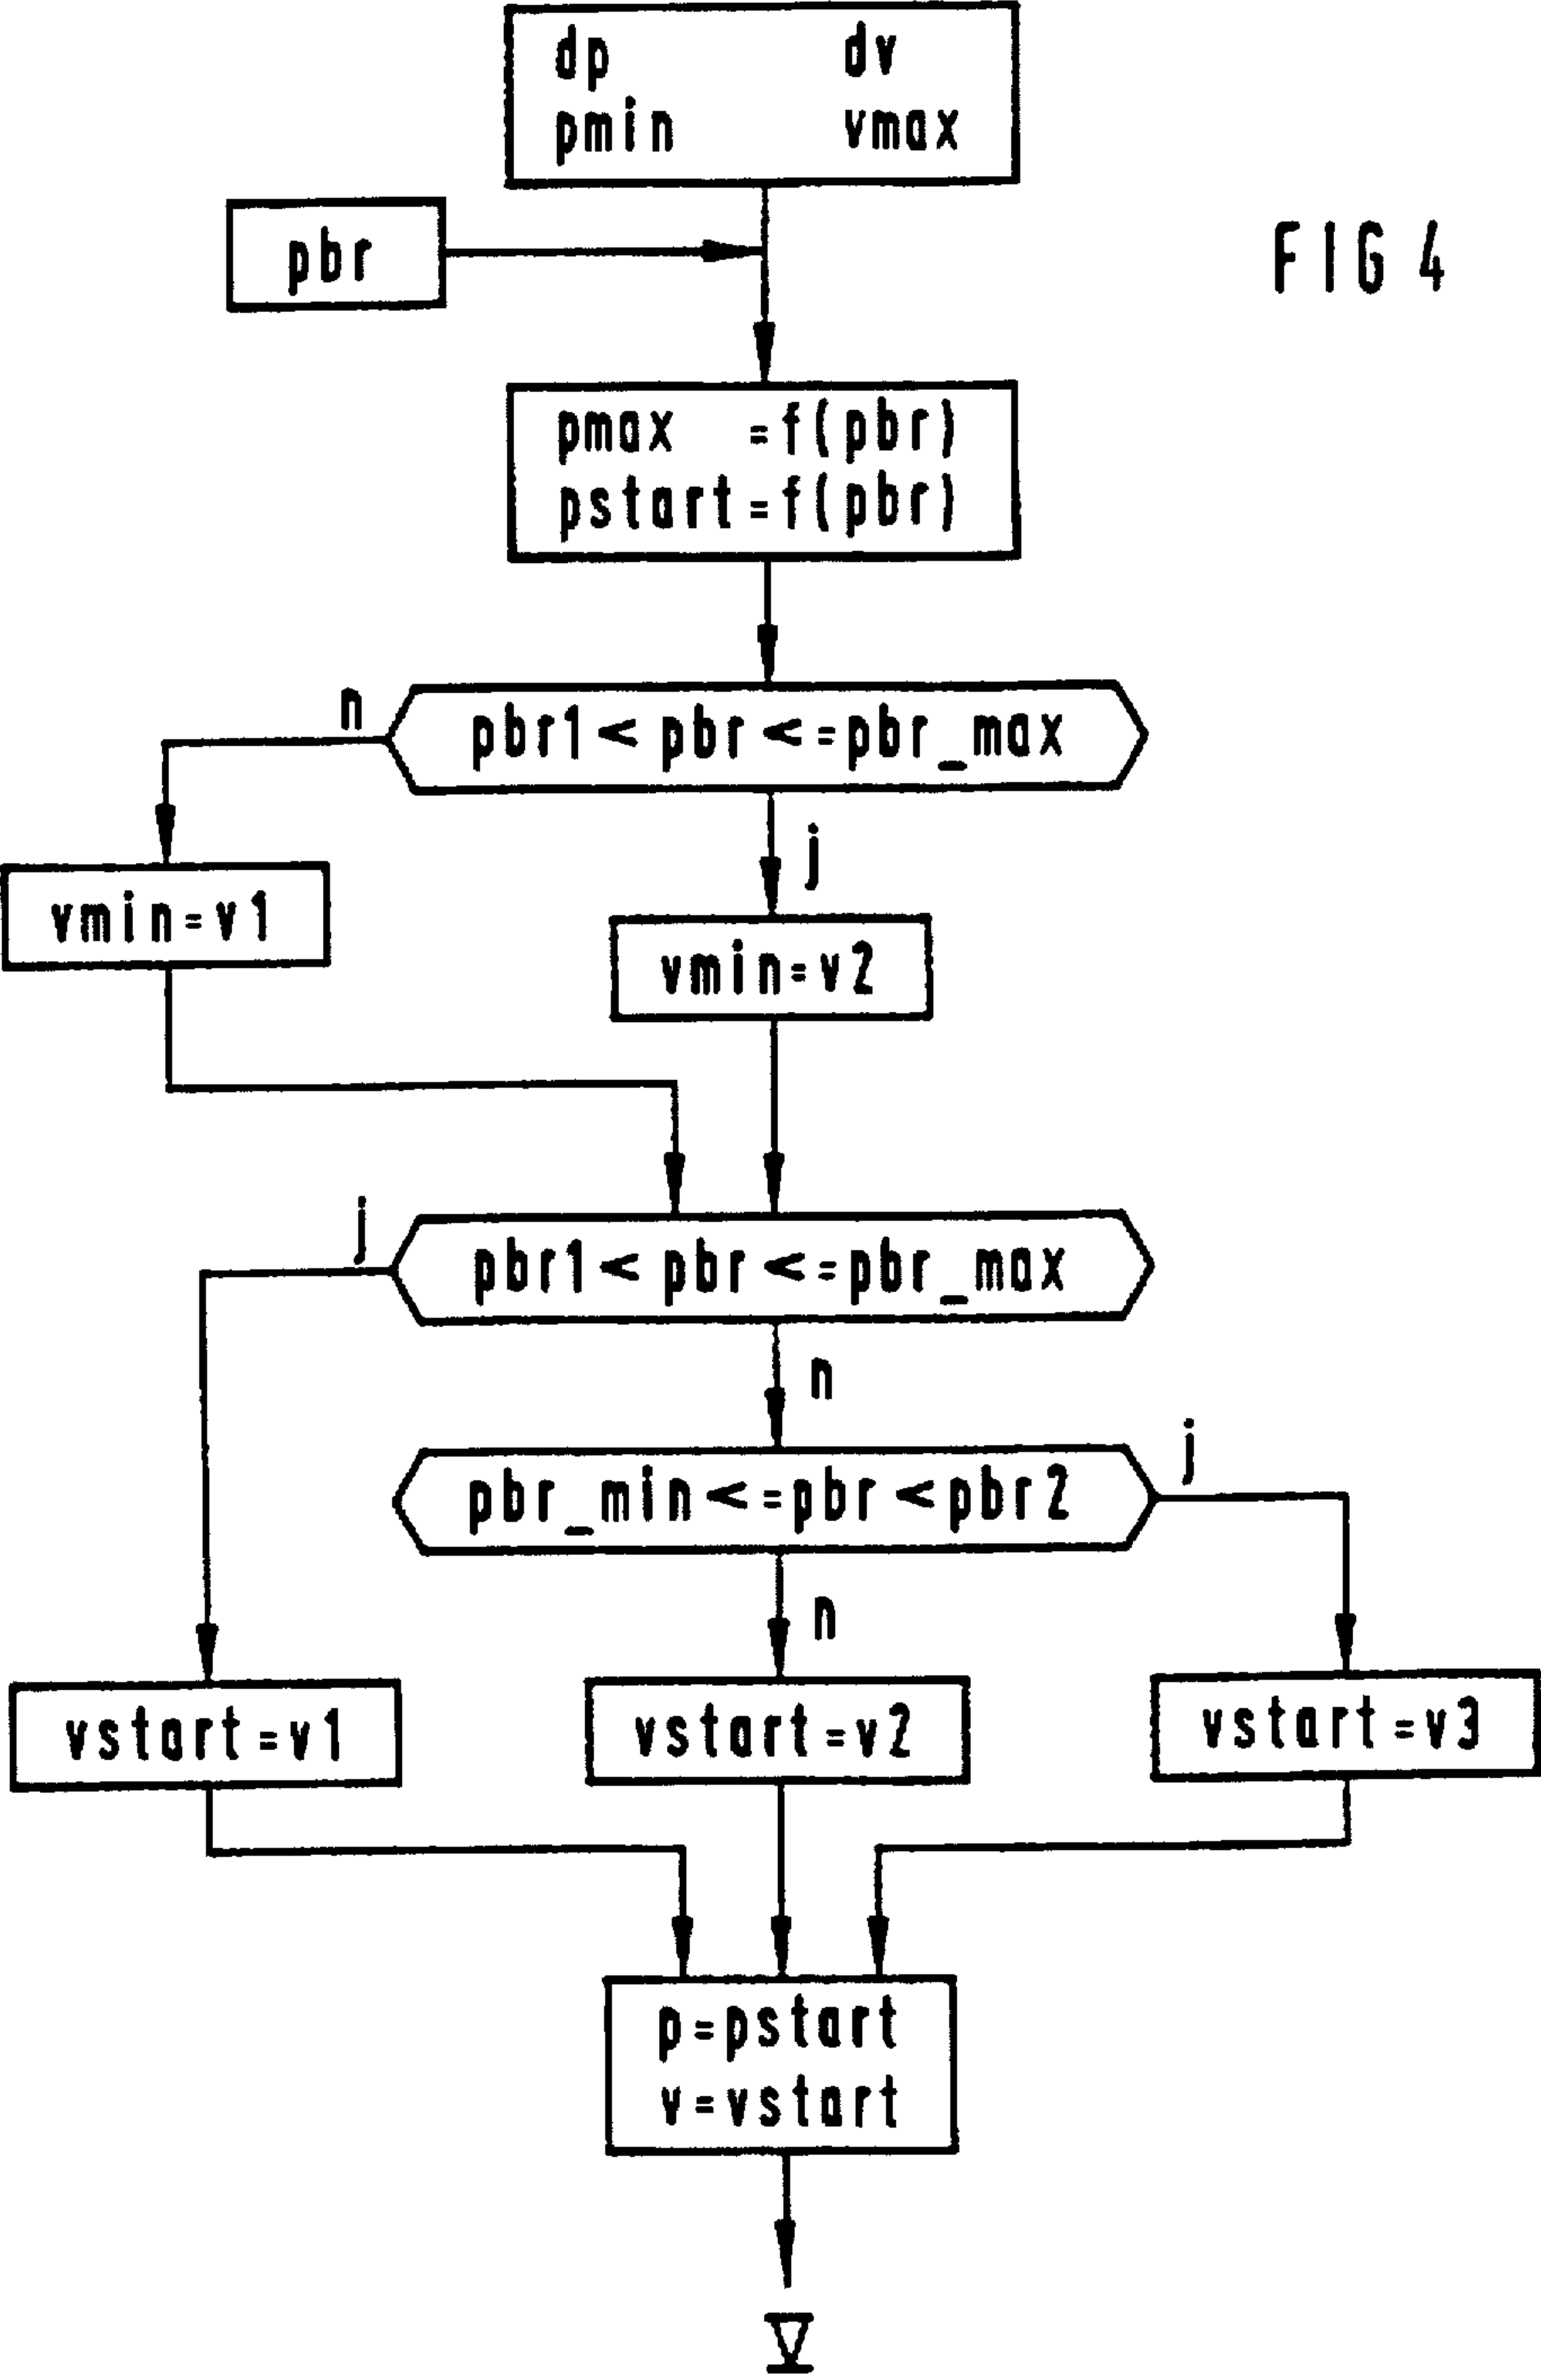 dp dv
pmin vmax
pbr
FIG 4
pmax =f(pbr)
pstart=f(pbr)
n
pbr1<pbr<=pbr_max
j
vmin=v1
vmin=v2
j
pbr1<pbr<=pbr_max
n
j
pbr_min<=pbr<pbr2
n
vstart=v1
vstart=v2
vstart=v3
p=pstart
v=vstart
V